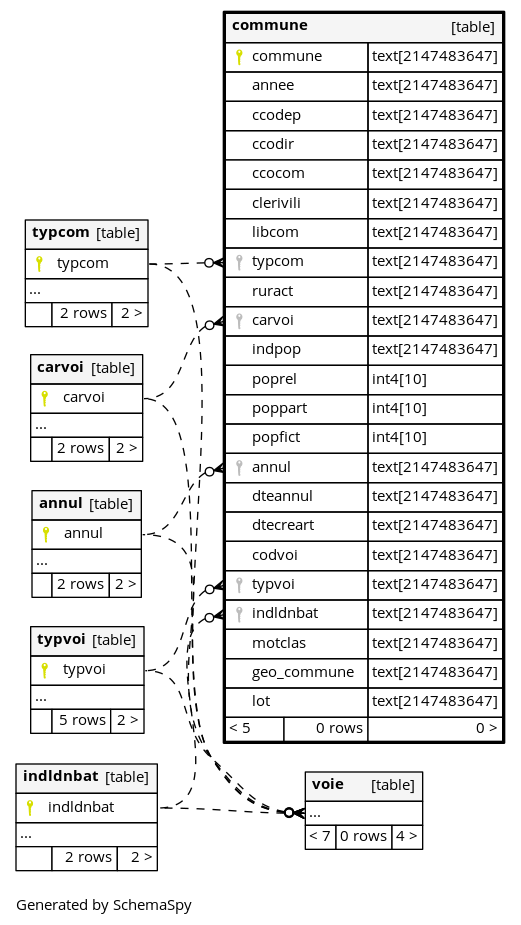 commune [table]
commune text[2147483647]
annee text[2147483647]
ccodep text[2147483647]
ccodir text[2147483647]
ccocom text[2147483647]
clerivili text[2147483647]
libcom text[2147483647]
typcom text[2147483647]
ruract text[2147483647]
carvoi text[2147483647]
indpop text[2147483647]
poprel int4[10]
poppart int4[10]
popfict int4[10]
annul text[2147483647]
dteannul text[2147483647]
dtecreart text[2147483647]
codvoi text[2147483647]
typvoi text[2147483647]
indldnbat text[2147483647]
motclas text[2147483647]
geo_commune text[2147483647]
lot text[2147483647]
< 5 0 rows 0 >
typcom [table]
typcom
...
2 rows 2 >
carvoi [table]
carvoi
...
2 rows 2 >
annul [table]
annul
...
2 rows 2 >
typvoi [table]
typvoi
...
5 rows 2 >
indldnbat [table]
indldnbat
...
2 rows 2 >
voie [table]
...
< 7 0 rows 4 >
Generated by SchemaSpy